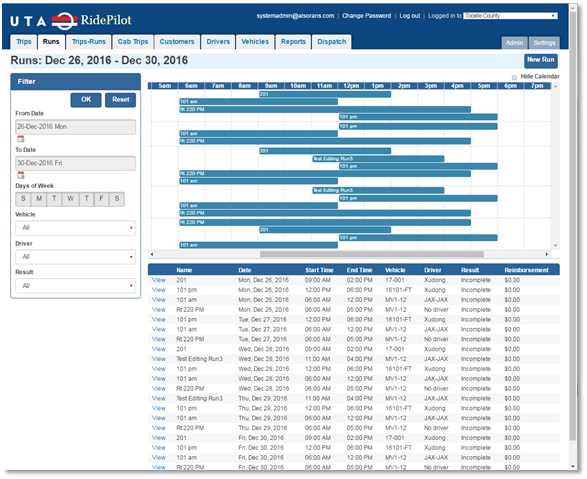 UTA RidePilot
systemadmin@alsorans.com | Change Password | Log out | Logged in to Tooele County
Trips Runs Trips-Runs Cab Trips Customers Drivers Vehicles Reports Dispatch Admin Settings
Runs: Dec 26, 2016 - Dec 30, 2016 New Run
Hide Calendar
Filter
OK Reset
From Date
26-Dec-2016 Mon
To Date
30-Dec-2016 Fri
Days of Week
S M T W T F S
Vehicle
All
Driver
All
Result
All
5am 6am 7am 8am 9am 10am 11am 12pm 1pm 2pm 3pm 4pm 5pm 6pm 7pm
201
101 am
Rt 220 PM
101 pm
101 pm
101 am
Rt 220 PM
201
Test Editing Run3
101 pm
Rt 220 PM
101 am
Test Editing Run3
101 pm
101 am
Rt 220 PM
Rt 220 PM
201
101 pm
101 am
Name Date Start Time End Time Vehicle Driver Result Reimbursement
View 201 Mon, Dec 26, 2016 09:00 AM 02:00 PM 17-001 Xudong Incomplete $0.00
View 101 pm Mon, Dec 26, 2016 12:00 PM 06:00 PM 16101-FT Xudong Incomplete $0.00
View 101 am Mon, Dec 26, 2016 06:00 AM 12:00 PM MV1-12 JAX-JAX Incomplete $0.00
View Rt 220 PM Mon, Dec 26, 2016 06:00 AM 05:00 PM MV1-12 No driver Incomplete $0.00
View 101 pm Tue, Dec 27, 2016 12:00 PM 06:00 PM 16101-FT Xudong Incomplete $0.00
View 101 am Tue, Dec 27, 2016 06:00 AM 12:00 PM MV1-12 JAX-JAX Incomplete $0.00
View Rt 220 PM Tue, Dec 27, 2016 06:00 AM 05:00 PM MV1-12 No driver Incomplete $0.00
View 201 Wed, Dec 28, 2016 09:00 AM 02:00 PM 17-001 Xudong Incomplete $0.00
View Test Editing Run3 Wed, Dec 28, 2016 11:00 AM 04:00 PM MV1-12 JAX-JAX Incomplete $0.00
View 101 pm Wed, Dec 28, 2016 12:00 PM 06:00 PM 16101-FT Xudong Incomplete $0.00
View 101 am Wed, Dec 28, 2016 06:00 AM 12:00 PM MV1-12 JAX-JAX Incomplete $0.00
View Rt 220 PM Wed, Dec 28, 2016 06:00 AM 05:00 PM MV1-12 No driver Incomplete $0.00
View Test Editing Run3 Thu, Dec 29, 2016 11:00 AM 04:00 PM MV1-12 JAX-JAX Incomplete $0.00
View 101 pm Thu, Dec 29, 2016 12:00 PM 06:00 PM 16101-FT Xudong Incomplete $0.00
View 101 am Thu, Dec 29, 2016 06:00 AM 12:00 PM MV1-12 JAX-JAX Incomplete $0.00
View Rt 220 PM Thu, Dec 29, 2016 06:00 AM 05:00 PM MV1-12 No driver Incomplete $0.00
View 201 Fri, Dec 30, 2016 09:00 AM 02:00 PM 17-001 Xudong Incomplete $0.00
View 101 pm Fri, Dec 30, 2016 12:00 PM 06:00 PM 16101-FT Xudong Incomplete $0.00
View 101 am Fri, Dec 30, 2016 06:00 AM 12:00 PM MV1-12 JAX-JAX Incomplete $0.00
View Rt 220 PM Fri, Dec 30, 2016 06:00 AM 05:00 PM MV1-12 No driver Incomplete $0.00